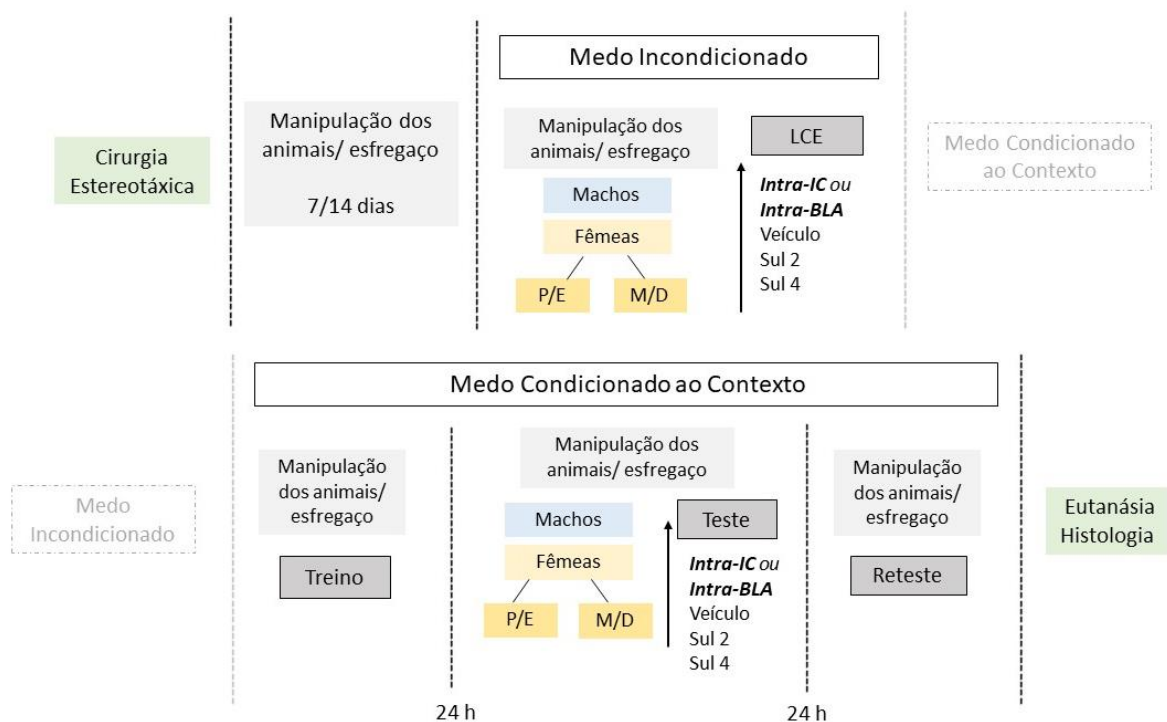 Medo Incondicionado
Cirurgia
Estereotáxica
Manipulação dos
animais/ esfregaço
7/14 dias
Manipulação dos
animais/ esfregaço
Machos
Fêmeas
P/E
M/D
LCE
Intra-IC ou
Intra-BLA
Veículo
Sul 2
Sul 4
Medo Condicionado
ao Contexto
Medo Condicionado ao Contexto
Medo
Incondicionado
Manipulação
dos animais/
esfregaço
Treino
Manipulação dos
animais/ esfregaço
Machos
Fêmeas
P/E
M/D
Teste
Intra-IC ou
Intra-BLA
Veículo
Sul 2
Sul 4
Manipulação
dos animais/
esfregaço
Reteste
Eutanásia
Histologia
24 h
24 h